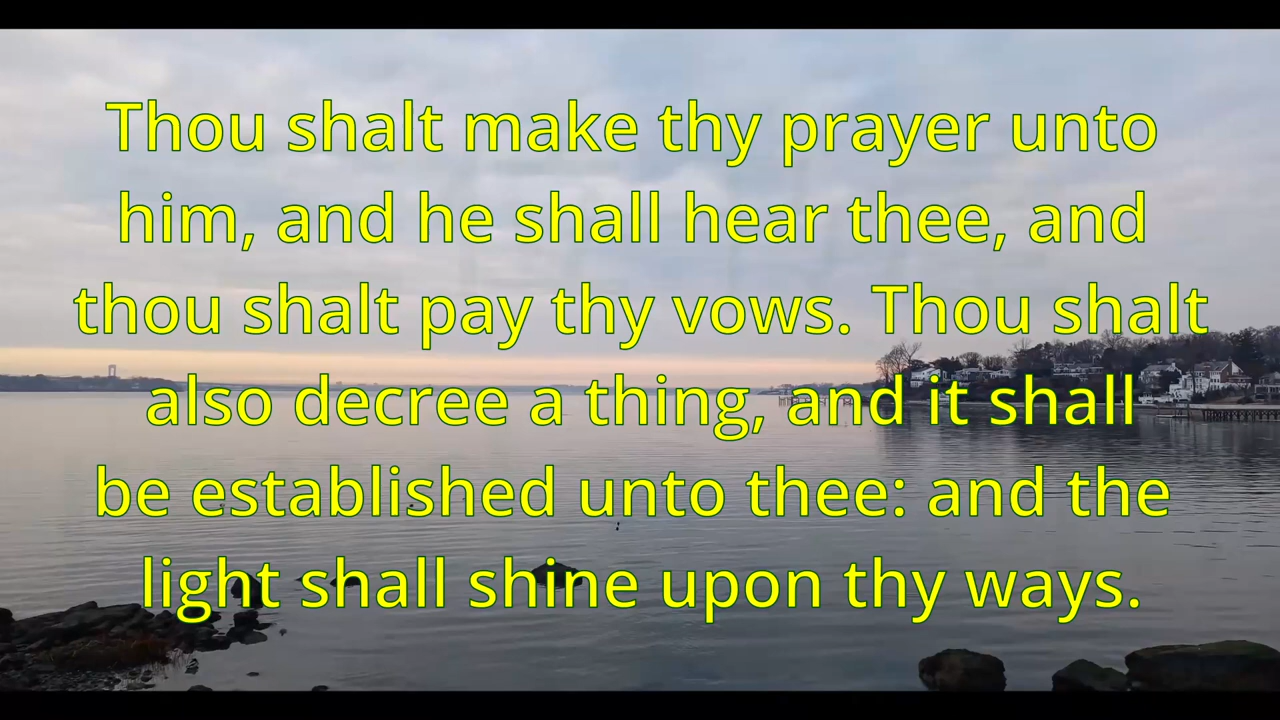 Thou shalt make thy prayer unto
him, and he shall hear thee, and
thou shalt pay thy vows. Thou shalt
also decree a thing, and it shall
be established unto thee: and the
light shall shine upon thy ways.